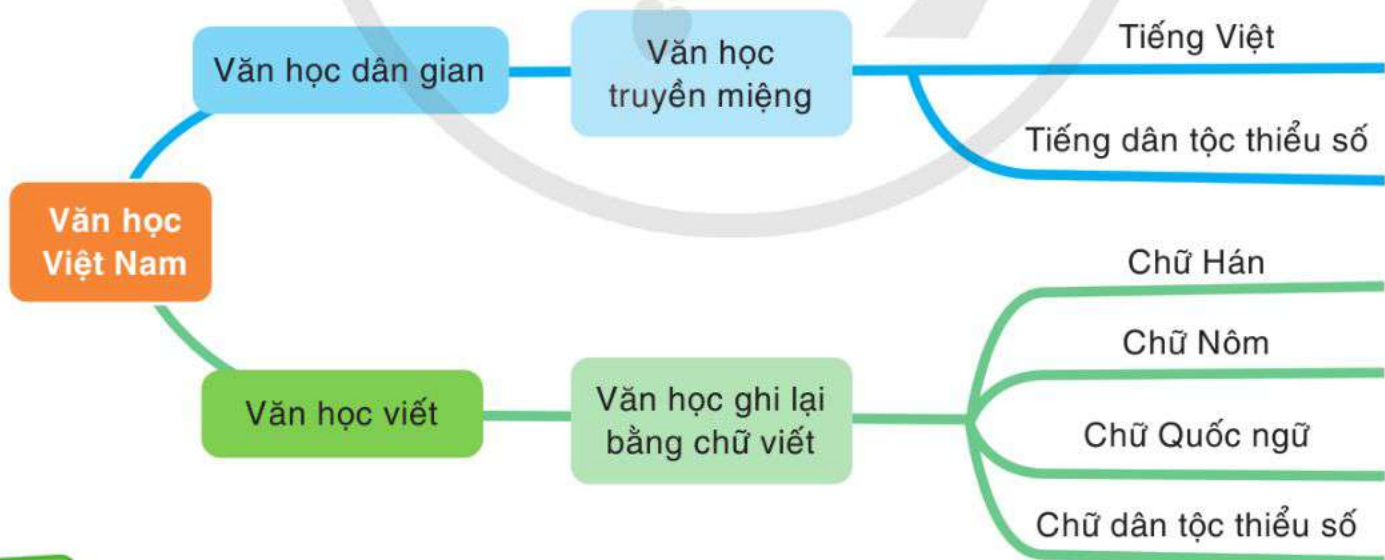 Văn học
Việt Nam
Văn học dân gian
Văn học
truyền miệng
Tiếng Việt
Tiếng dân tộc thiểu số
Văn học viết
Văn học ghi lại
bằng chữ viết
Chữ Hán
Chữ Nôm
Chữ Quốc ngữ
Chữ dân tộc thiểu số